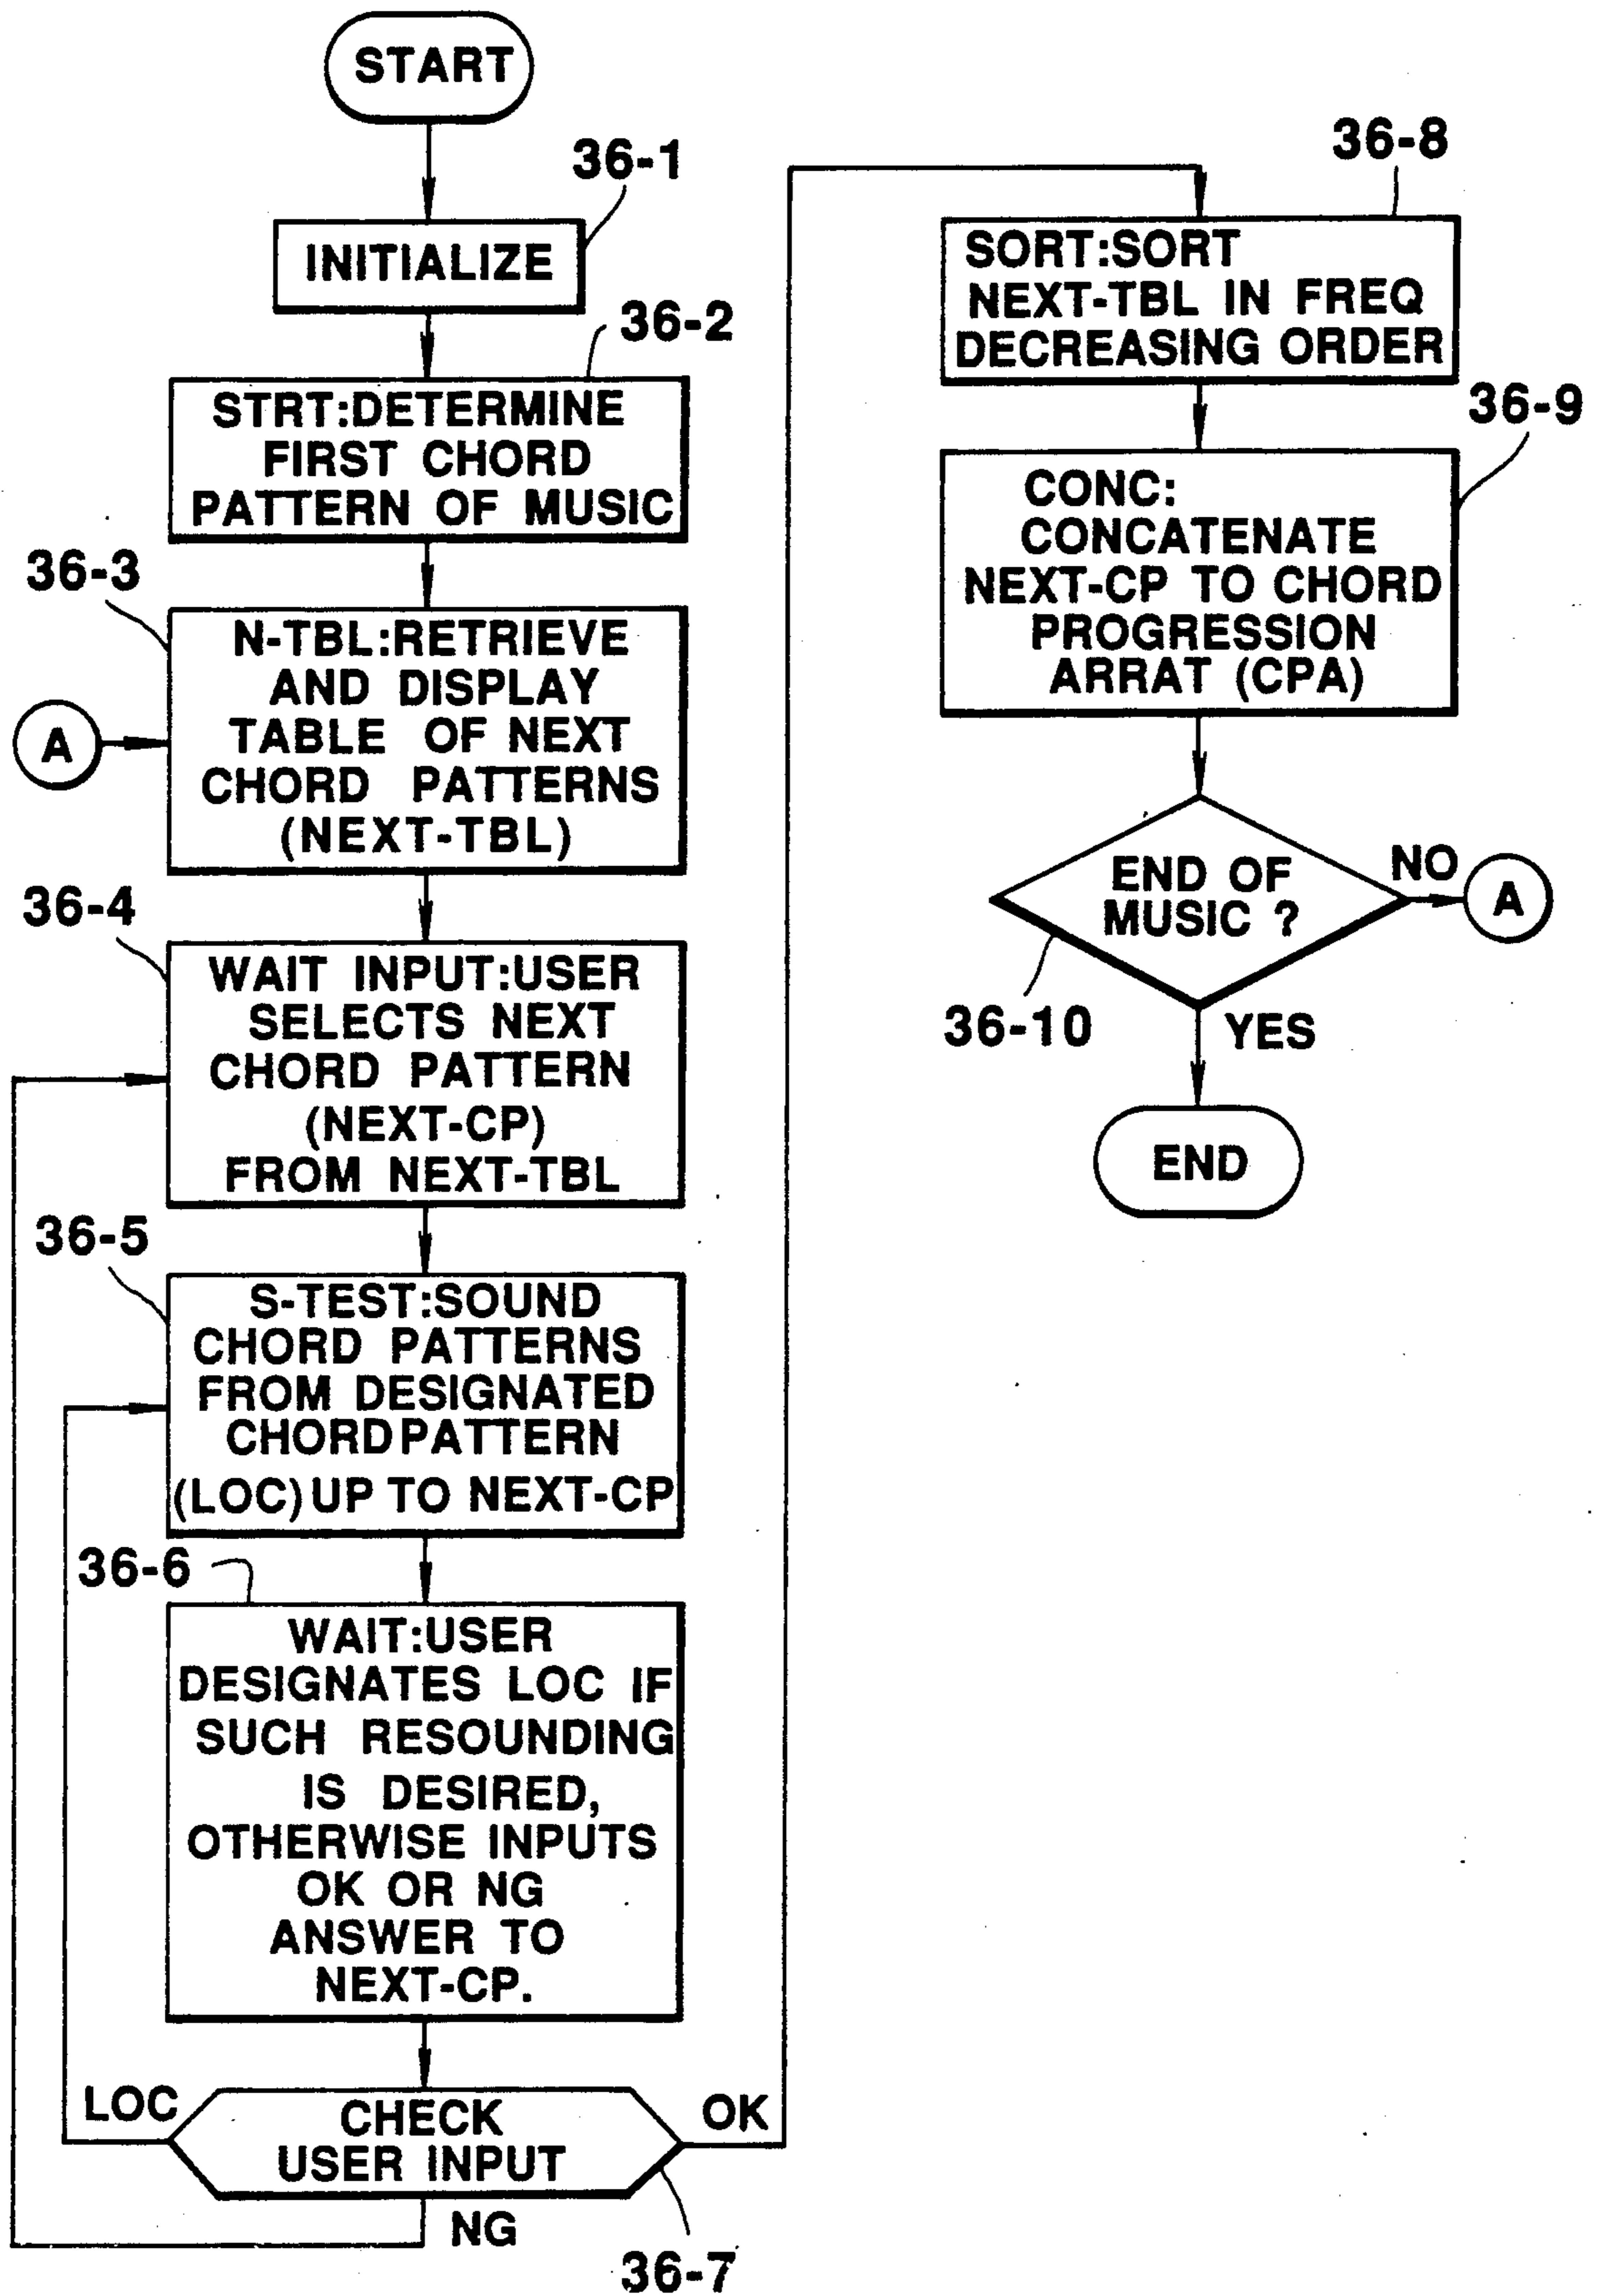 START
36-1
INITIALIZE
36-2
STRT:DETERMINE
FIRST CHORD
PATTERN OF MUSIC
36-3
N-TBL:RETRIEVE
AND DISPLAY
TABLE OF NEXT
CHORD PATTERNS
(NEXT-TBL)
A
36-4
WAIT INPUT:USER
SELECTS NEXT
CHORD PATTERN
(NEXT-CP)
FROM NEXT-TBL
36-5
S-TEST:SOUND
CHORD PATTERNS
FROM DESIGNATED
CHORD PATTERN
(LOC) UP TO NEXT-CP
36-6
WAIT:USER
DESIGNATES LOC IF
SUCH RESOUNDING
IS DESIRED,
OTHERWISE INPUTS
OK OR NG
ANSWER TO
NEXT-CP.
LOC
CHECK
USER INPUT
OK
NG
36-7
36-8
SORT:SORT
NEXT-TBL IN FREQ
DECREASING ORDER
36-9
CONC:
CONCATENATE
NEXT-CP TO CHORD
PROGRESSION
ARRAT (CPA)
END OF
MUSIC ?
NO
A
36-10
YES
END